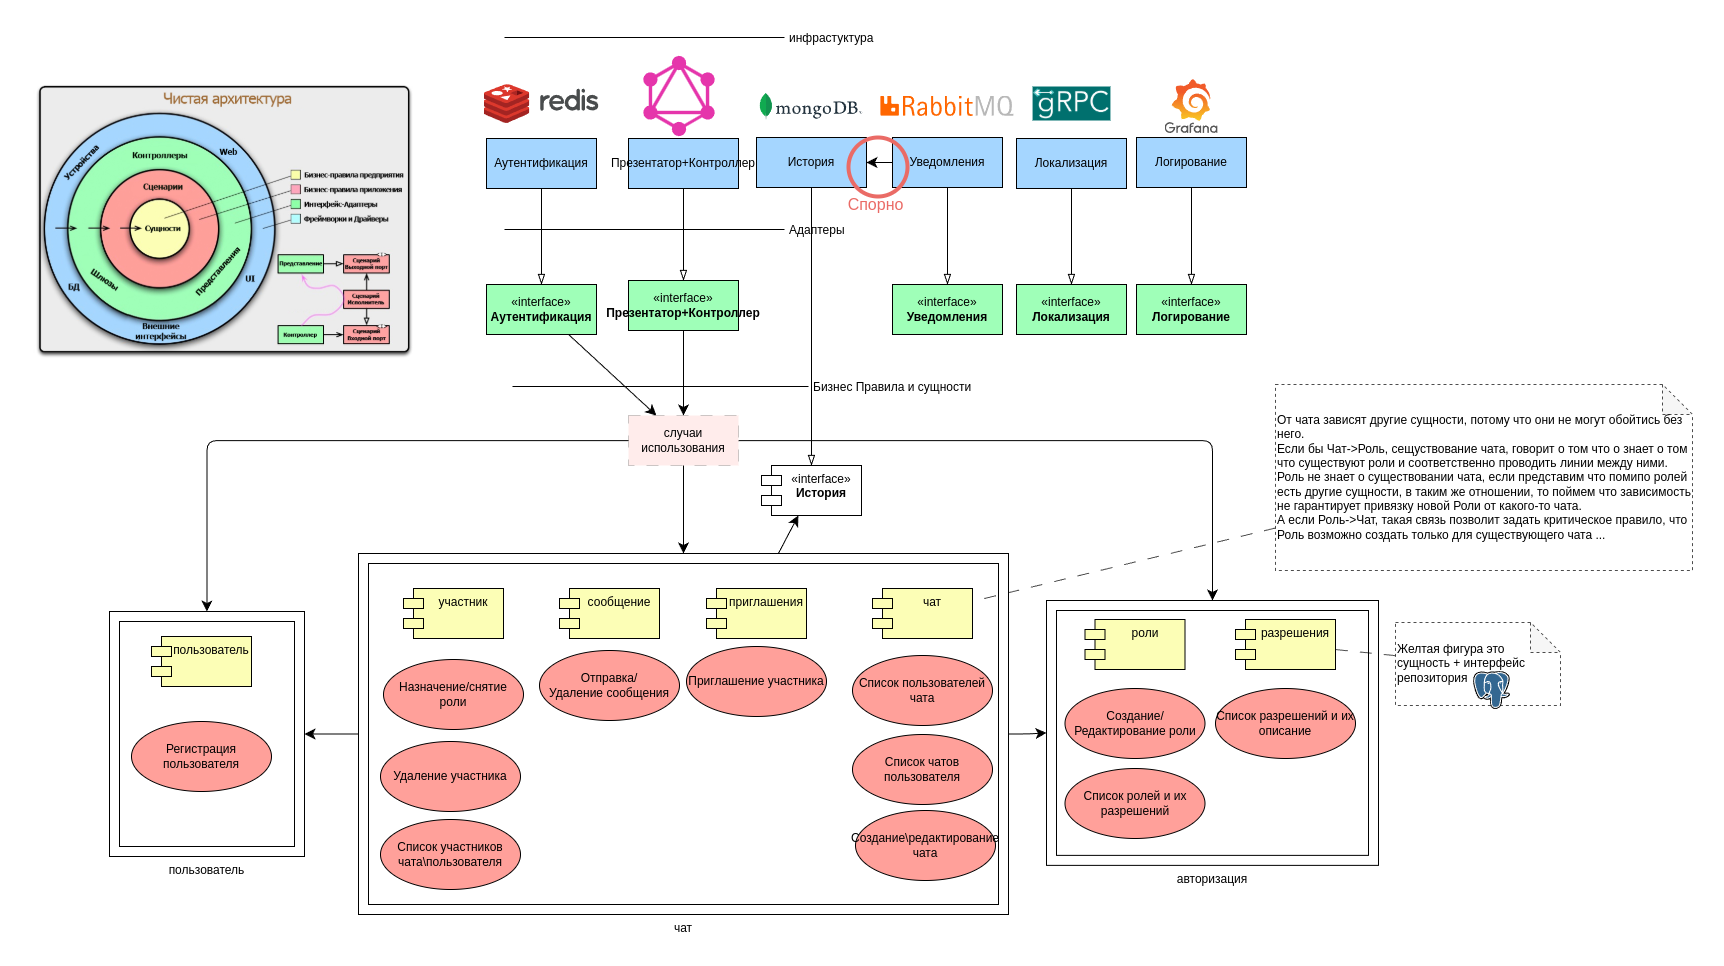 инфрастуктура
redis
mongoDB.
RabbitMQ
gRPC
Grafana
Чистая архитектура
Устройства
Web
Контроллеры
Сценарии
Сущности
Шлюзы
Представления
БД
UI
Внешние
интерфейсы
Бизнес-правила предприятия
Бизнес-правила приложения
Интерфейс-Адаптеры
Фреймворки и Драйверы
Представление
Сценарий
Выходной порт
Сценарий
Исполнитель
Контроллер
Сценарий
Входной порт
Аутентификация
Презентатор+Контроллер
История
Уведомления
Локализация
Логирование
Спорно
Адаптеры
«interface»
Аутентификация
«interface»
Презентатор+Контроллер
«interface»
Уведомления
«interface»
Локализация
«interface»
Логирование
Бизнес Правила и сущности
случаи
использования
«interface»
История
От чата зависят другие сущности, потому что они не могут обойтись без
него.
Если бы Чат->Роль, сещуствование чата, говорит о том что о знает о том
что существуют роли и соответственно проводить линии между ними.
Роль не знает о существовании чата, если представим что помипо ролей
есть другие сущности, в таким же отношении, то поймем что зависимость
не гарантирует привязку новой Роли от какого-то чата.
А если Роль->Чат, такая связь позволит задать критическое правило, что
Роль возможно создать только для существующего чата ...
участник
сообщение
приглашения
чат
Назначение/снятие
роли
Отправка/
Удаление сообщения
Приглашение участника
Список пользователей
чата
Удаление участника
Список чатов
пользователя
Список участников
чата\пользователя
Создание\редактирование
чата
чат
пользователь
Регистрация
пользователя
пользователь
роли
разрешения
Создание/
Редактирование роли
Список разрешений и их
описание
Список ролей и их
разрешений
авторизация
Желтая фигура это
сущность + интерфейс
репозитория